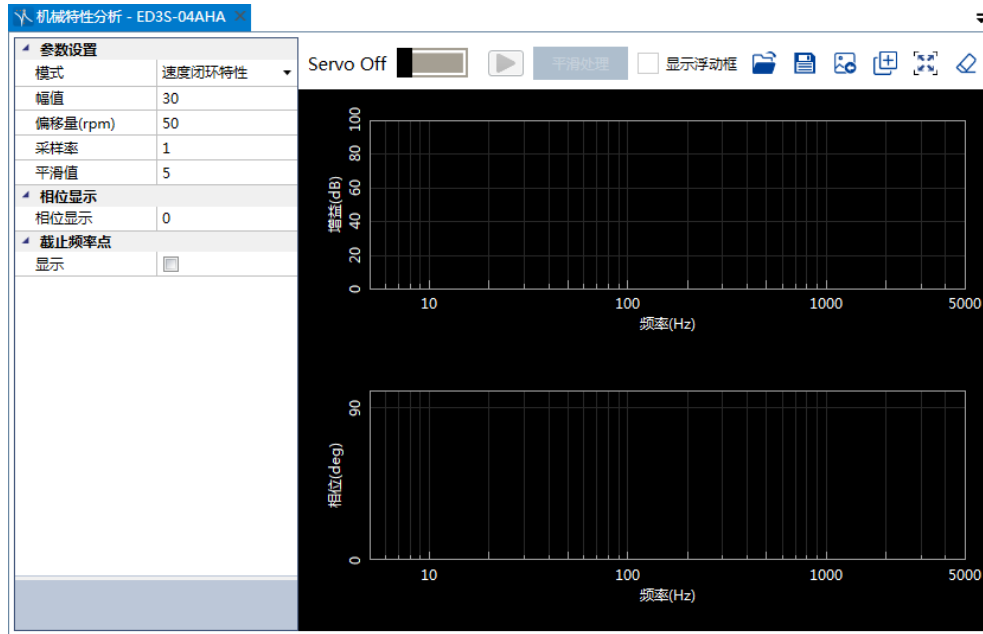 机械特性分析 - ED3S-04AHA
参数设置
模式 速度闭环特性
幅值 30
偏移量(rpm) 50
采样率 1
平滑值 5
相位显示
相位显示 0
截止频率点
显示
Servo Off 平滑处理 显示浮动框
增益(dB)
100
80
60
40
20
0
10 100 1000 5000
频率(Hz)
相位(deg)
90
0
10 100 1000 5000
频率(Hz)